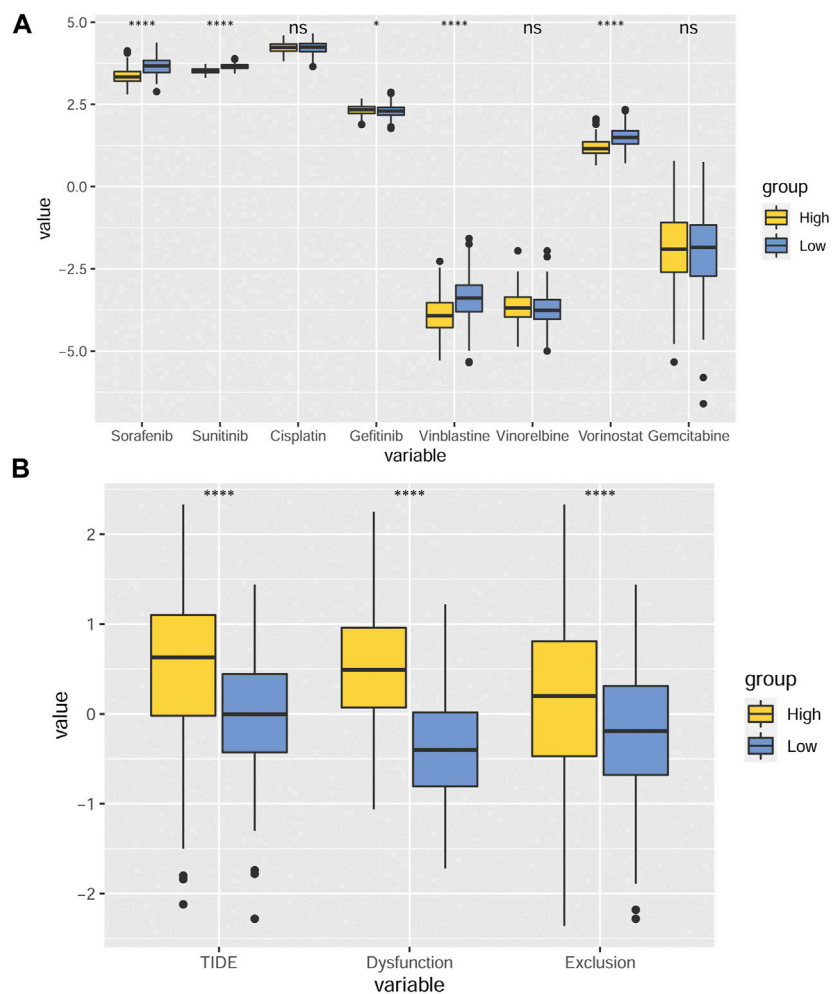 A
**** **** ns * **** ns **** ns
5.0
2.5
0.0
−2.5
−5.0
value
Sorafenib Sunitinib Cisplatin Gefitinib Vinblastine Vinorelbine Vorinostat Gemcitabine
variable
group
High
Low
B
**** **** ****
2
1
0
−1
−2
value
TIDE Dysfunction Exclusion
variable
group
High
Low